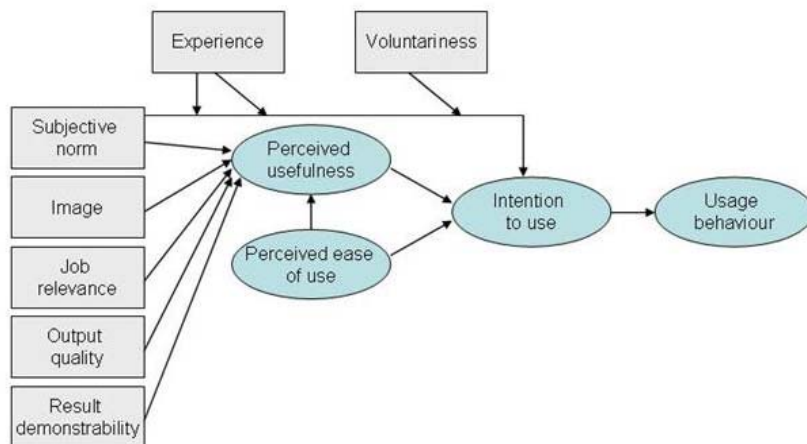 Experience
Voluntariness
Subjective
norm
Perceived
usefulness
Image
Intention
to use
Usage
behaviour
Perceived ease
of use
Job
relevance
Output
quality
Result
demonstrability